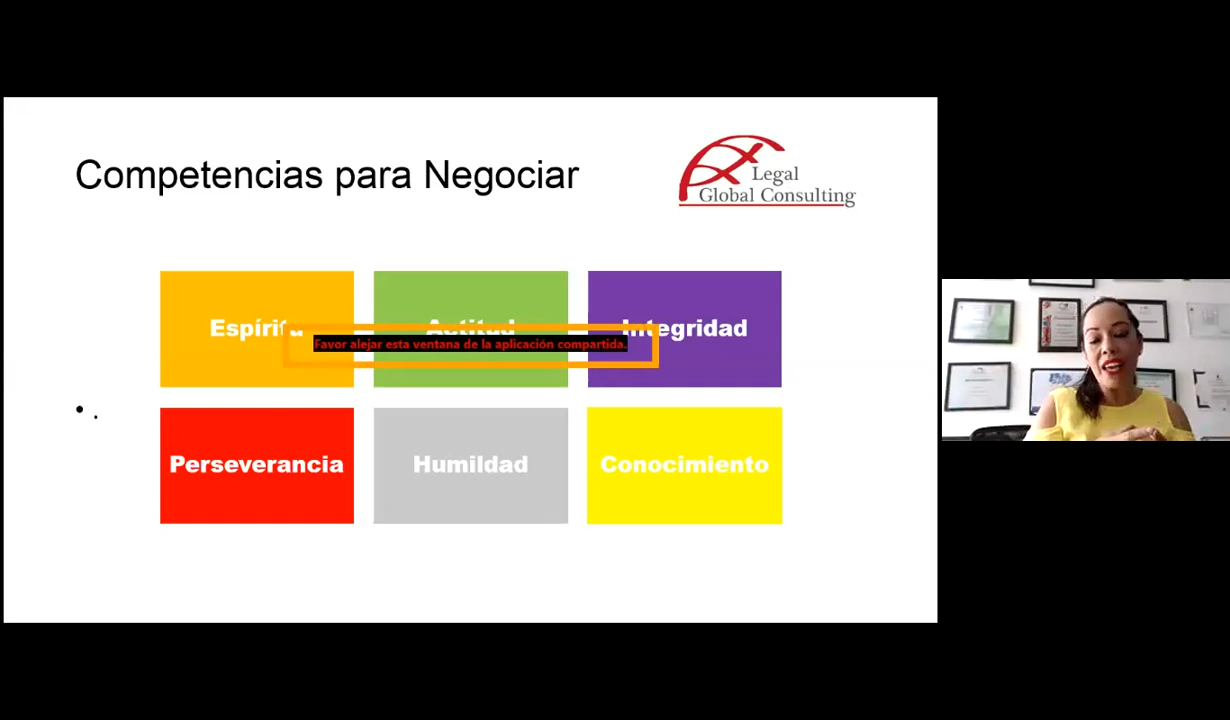 Competencias para Negociar
Legal
Global Consulting
Espíritu
Actitud
Integridad
Favor alejar esta ventana de la aplicación compartida.
• .
Perseverancia
Humildad
Conocimiento